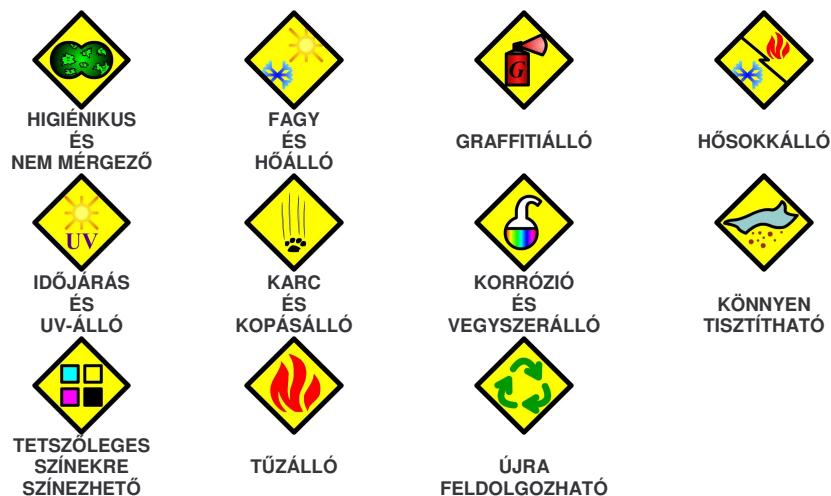 G
HIGIÉNIKUS
ÉS
NEM MÉRGEZŐ
FAGY
ÉS
HŐÁLLÓ
GRAFFITIÁLLÓ
HŐSOKKÁLLÓ
UV
IDŐJÁRÁS
ÉS
UV-ÁLLÓ
KARC
ÉS
KOPÁSÁLLÓ
KORRÓZIÓ
ÉS
VEGYSZERÁLLÓ
KÖNNYEN
TISZTÍTHATÓ
TETSZŐLEGES
SZÍNEKRE
SZÍNEZHETŐ
TŰZÁLLÓ
ÚJRA
FELDOLGOZHATÓ